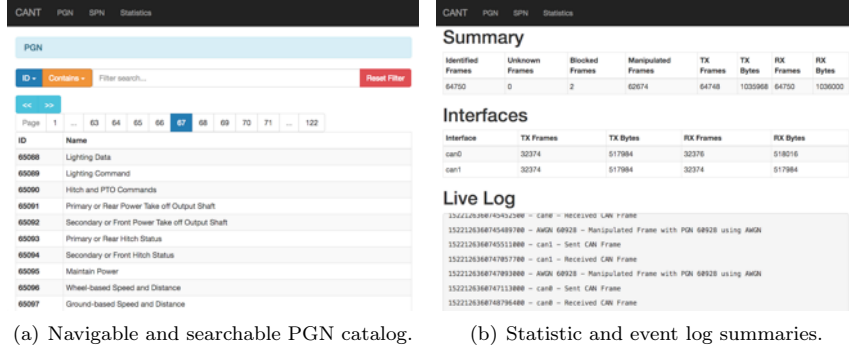 CANT PGN SPN Statistics
PGN
ID Contains Filter search... Reset Filter
<< >>
Page 1 ... 63 64 65 66 67 68 69 70 71 ... 122
ID Name
65088 Lighting Data
65089 Lighting Command
65090 Hitch and PTO Commands
65091 Primary or Rear Power Take off Output Shaft
65092 Secondary or Front Power Take off Output Shaft
65093 Primary or Rear Hitch Status
65094 Secondary or Front Hitch Status
65095 Maintain Power
65096 Wheel-based Speed and Distance
65097 Ground-based Speed and Distance
(a) Navigable and searchable PGN catalog.
CANT PGN SPN Statistics
Summary
Identified Frames Unknown Frames Blocked Frames Manipulated Frames TX Frames TX Bytes RX Frames RX Bytes
64750 0 2 62674 64748 1035968 64750 1036000
Interfaces
Interface TX Frames TX Bytes RX Frames RX Bytes
can0 32374 517984 32376 518016
can1 32374 517984 32374 517984
Live Log
1522126360745452500 - can0 - Received CAN Frame
1522126360745489700 - AWGN 60928 - Manipulated Frame with PGN 60928 using AWGN
1522126360745511000 - can1 - Sent CAN Frame
1522126360747057700 - can1 - Received CAN Frame
1522126360747093000 - AWGN 60928 - Manipulated Frame with PGN 60928 using AWGN
1522126360747113000 - can0 - Sent CAN Frame
1522126360748796400 - can0 - Received CAN Frame
(b) Statistic and event log summaries.